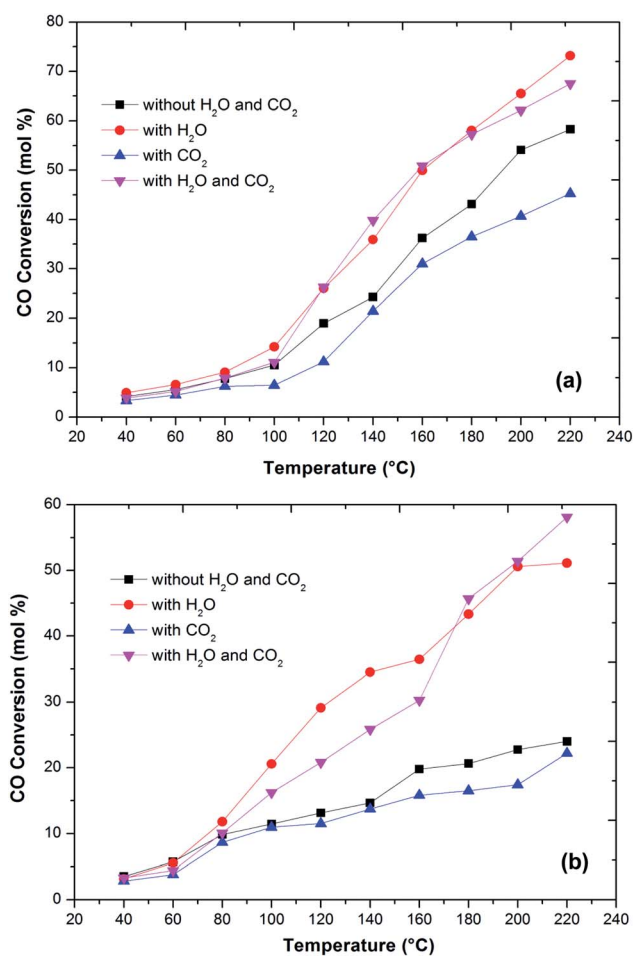 80
70
60
50
40
30
20
10
0
CO Conversion (mol %)
without H₂O and CO₂
with H₂O
with CO₂
with H₂O and CO₂
(a)
20 40 60 80 100 120 140 160 180 200 220 240
Temperature (°C)
60
50
40
30
20
10
0
CO Conversion (mol %)
without H₂O and CO₂
with H₂O
with CO₂
with H₂O and CO₂
(b)
20 40 60 80 100 120 140 160 180 200 220 240
Temperature (°C)